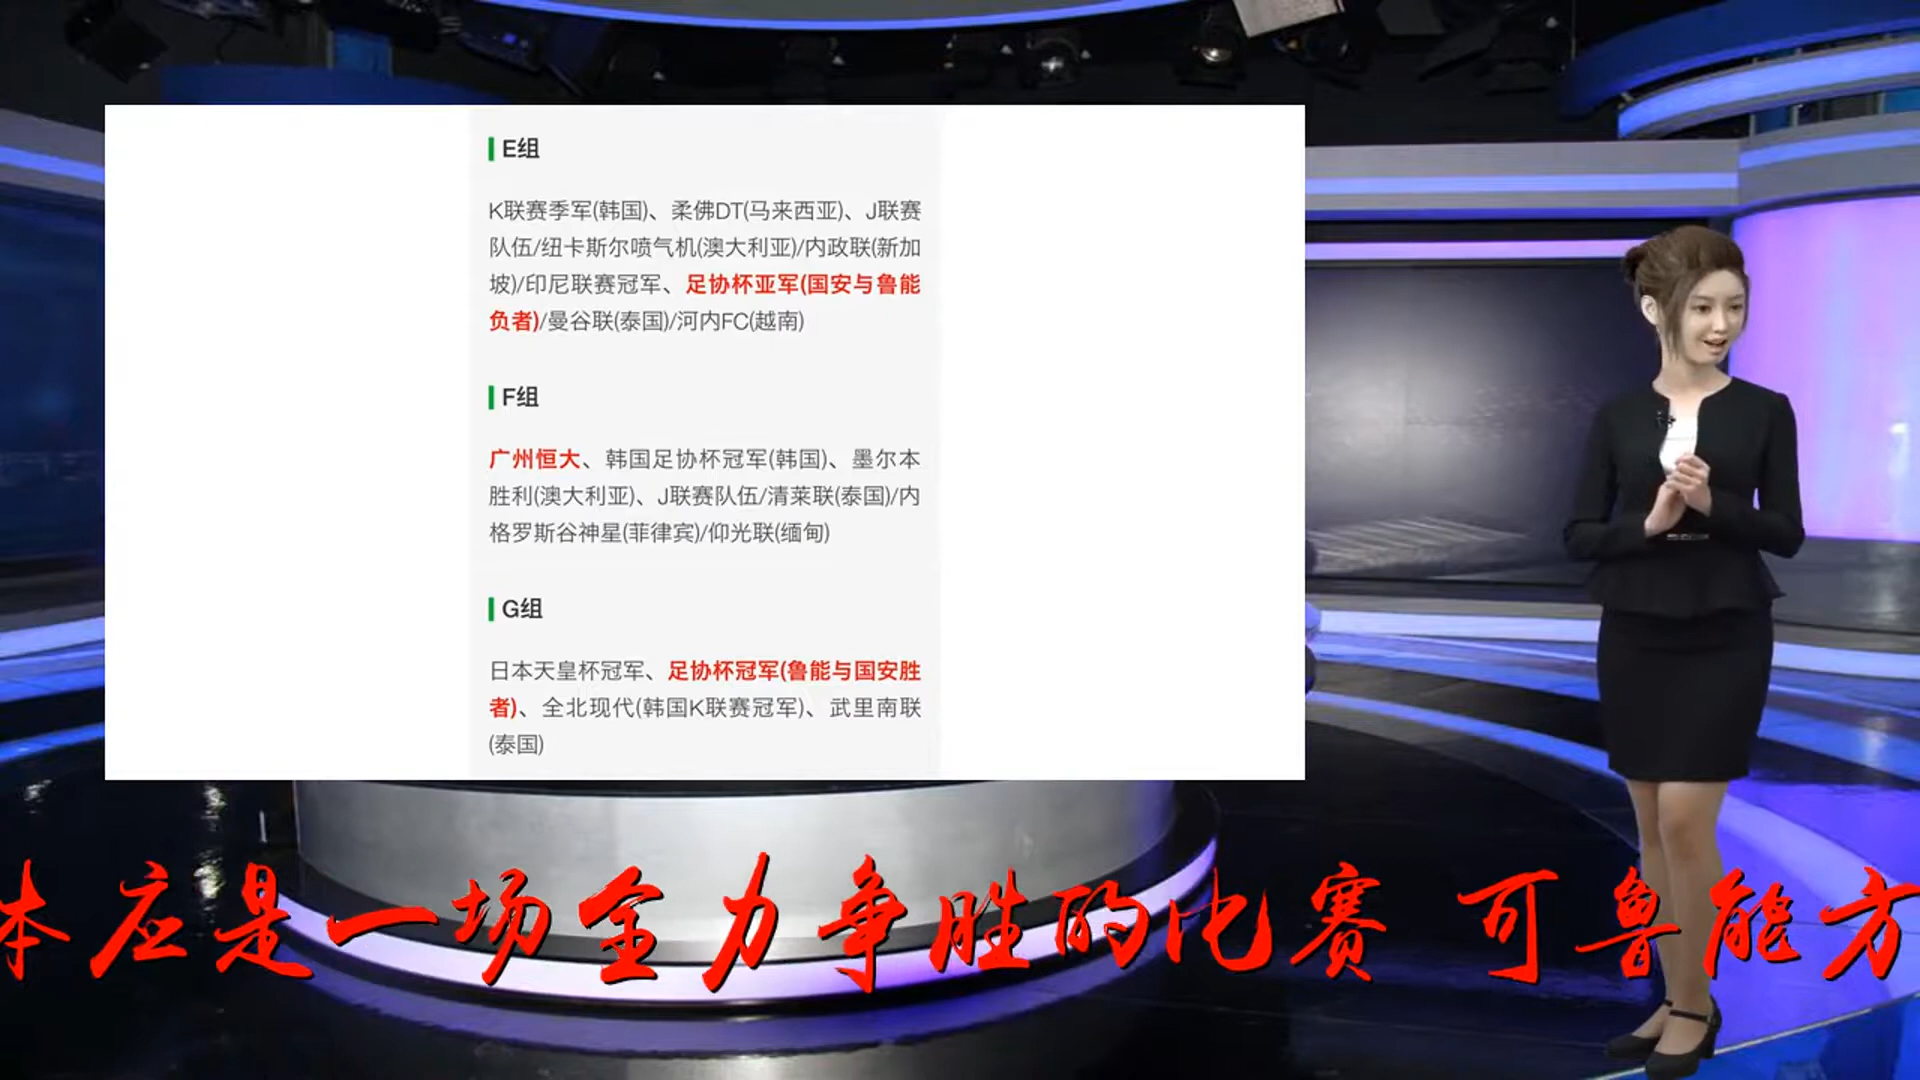 E组
K联赛季军(韩国)、柔佛DT(马来西亚)、J联赛
队伍/纽卡斯尔喷气机(澳大利亚)/内政联(新加
坡)/印尼联赛冠军、足协杯亚军(国安与鲁能
负者)/曼谷联(泰国)/河内FC(越南)
F组
广州恒大、韩国足协杯冠军(韩国)、墨尔本
胜利(澳大利亚)、J联赛队伍/清莱联(泰国)/内
格罗斯谷神星(菲律宾)/仰光联(缅甸)
G组
日本天皇杯冠军、足协杯冠军(鲁能与国安胜
者)、全北现代(韩国K联赛冠军)、武里南联
(泰国)
本应是一场全力争胜的比赛 可鲁能方